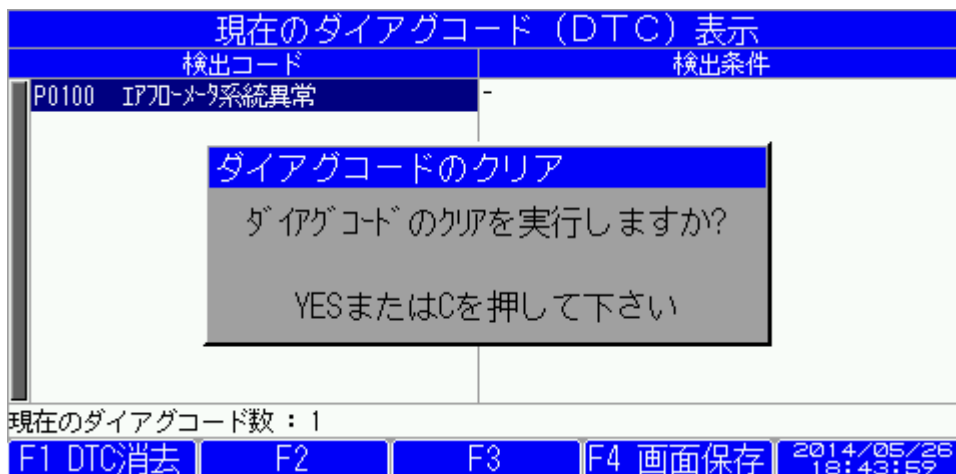 現在のダイアグコード（DTC）表示
検出コード 検出条件
P0100 ｴｱﾌﾛｰﾒｰﾀ系統異常 -
ダイアグコードのクリア
ﾀﾞｲｱｸﾞｺｰﾄﾞのｸﾘｱを実行しますか?
YESまたはCを押して下さい
現在のダイアグコード数：1
F1 DTC消去 F2 F3 F4 画面保存 2014/05/26
18:43:57